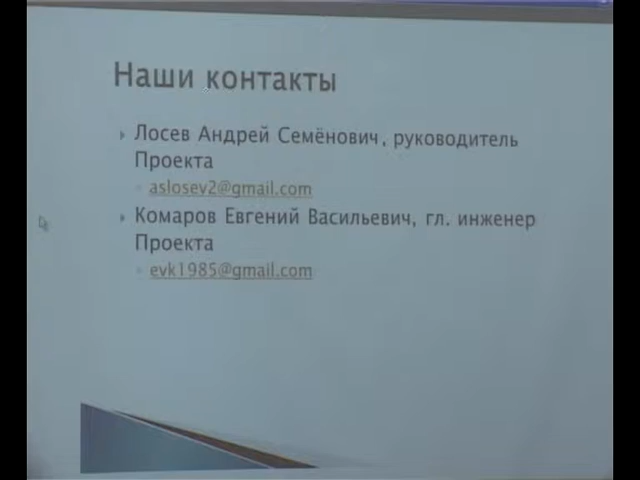 Наши контакты
Лосев Андрей Семёнович, руководитель
Проекта
aslosev2@gmail.com
Комаров Евгений Васильевич, гл. инженер
Проекта
evk1985@gmail.com